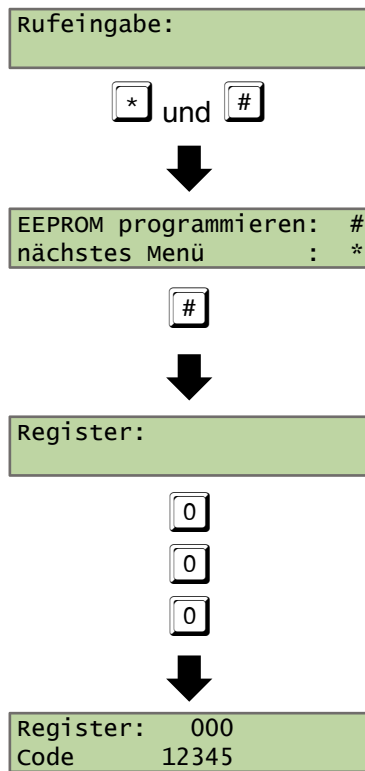 Rufeingabe:
* und #
EEPROM programmieren: #
nächstes Menü : *
#
Register:
0
0
0
Register: 000
Code 12345